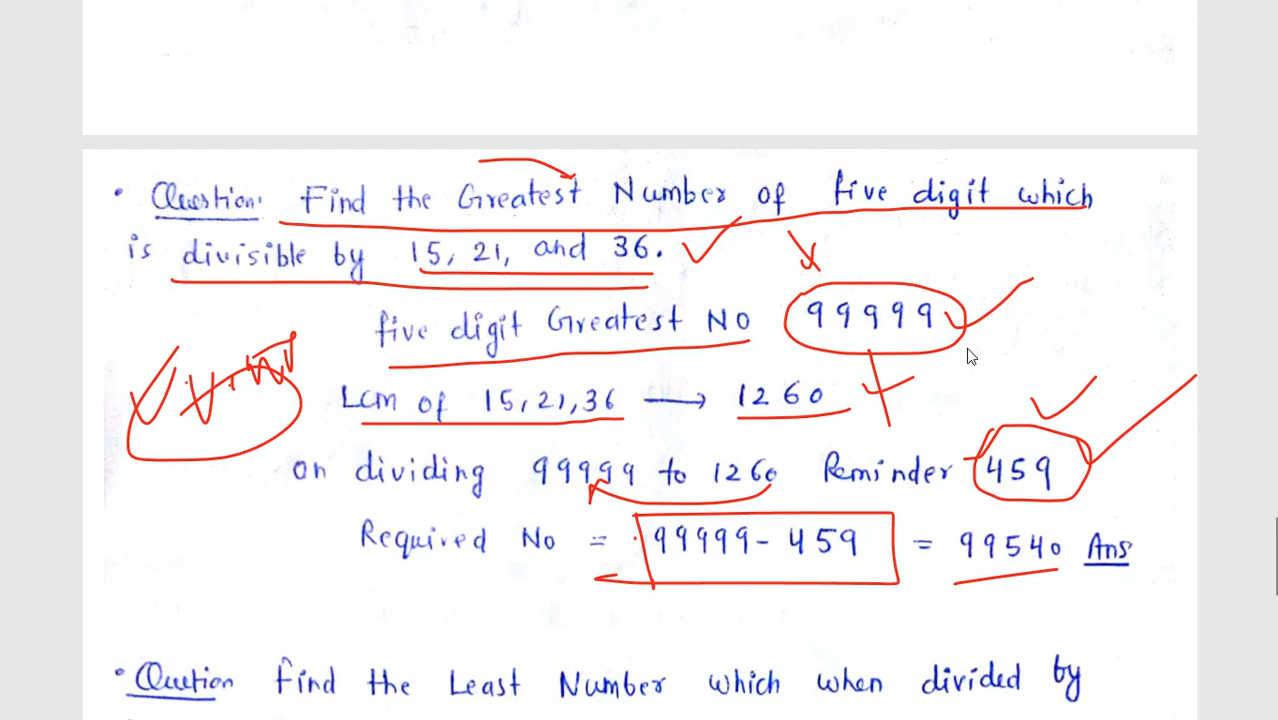 • Question: Find the Greatest Number of five digit which
is divisible by 15, 21, and 36.
five digit Greatest No 99999
Lcm of 15, 21, 36 → 1260
on dividing 99999 to 1260 Reminder 459
Required No = 99999 - 459 = 99540 Ans
• Quetion find the Least Number which when divided by